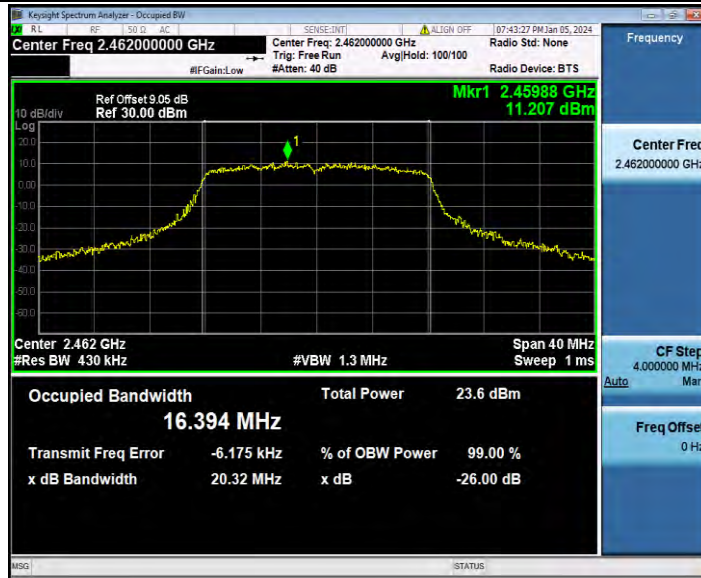 Keysight Spectrum Analyzer - Occupied BW
RL RF 50 Ω AC SENSE:INT ALIGN OFF 07:43:27 PM Jan 05, 2024
Center Freq 2.462000000 GHz
Center Freq: 2.462000000 GHz
Radio Std: None
Trig: Free Run Avg|Hold: 100/100
#IFGain:Low
#Atten: 40 dB
Radio Device: BTS
Frequency
Ref Offset 9.05 dB
Mkr1 2.45988 GHz
10 dB/div
Ref 30.00 dBm
11.207 dBm
Log
20.0
10.0
0.00
-10.0
-20.0
-30.0
-40.0
-50.0
-60.0
1
Center 2.462 GHz
Span 40 MHz
#Res BW 430 kHz
#VBW 1.3 MHz
Sweep 1 ms
Center Freq
2.462000000 GHz
CF Step
4.000000 MHz
Auto Man
Freq Offset
0 Hz
Occupied Bandwidth
Total Power 23.6 dBm
16.394 MHz
Transmit Freq Error -6.175 kHz
% of OBW Power 99.00 %
x dB Bandwidth 20.32 MHz
x dB -26.00 dB
MSG
STATUS